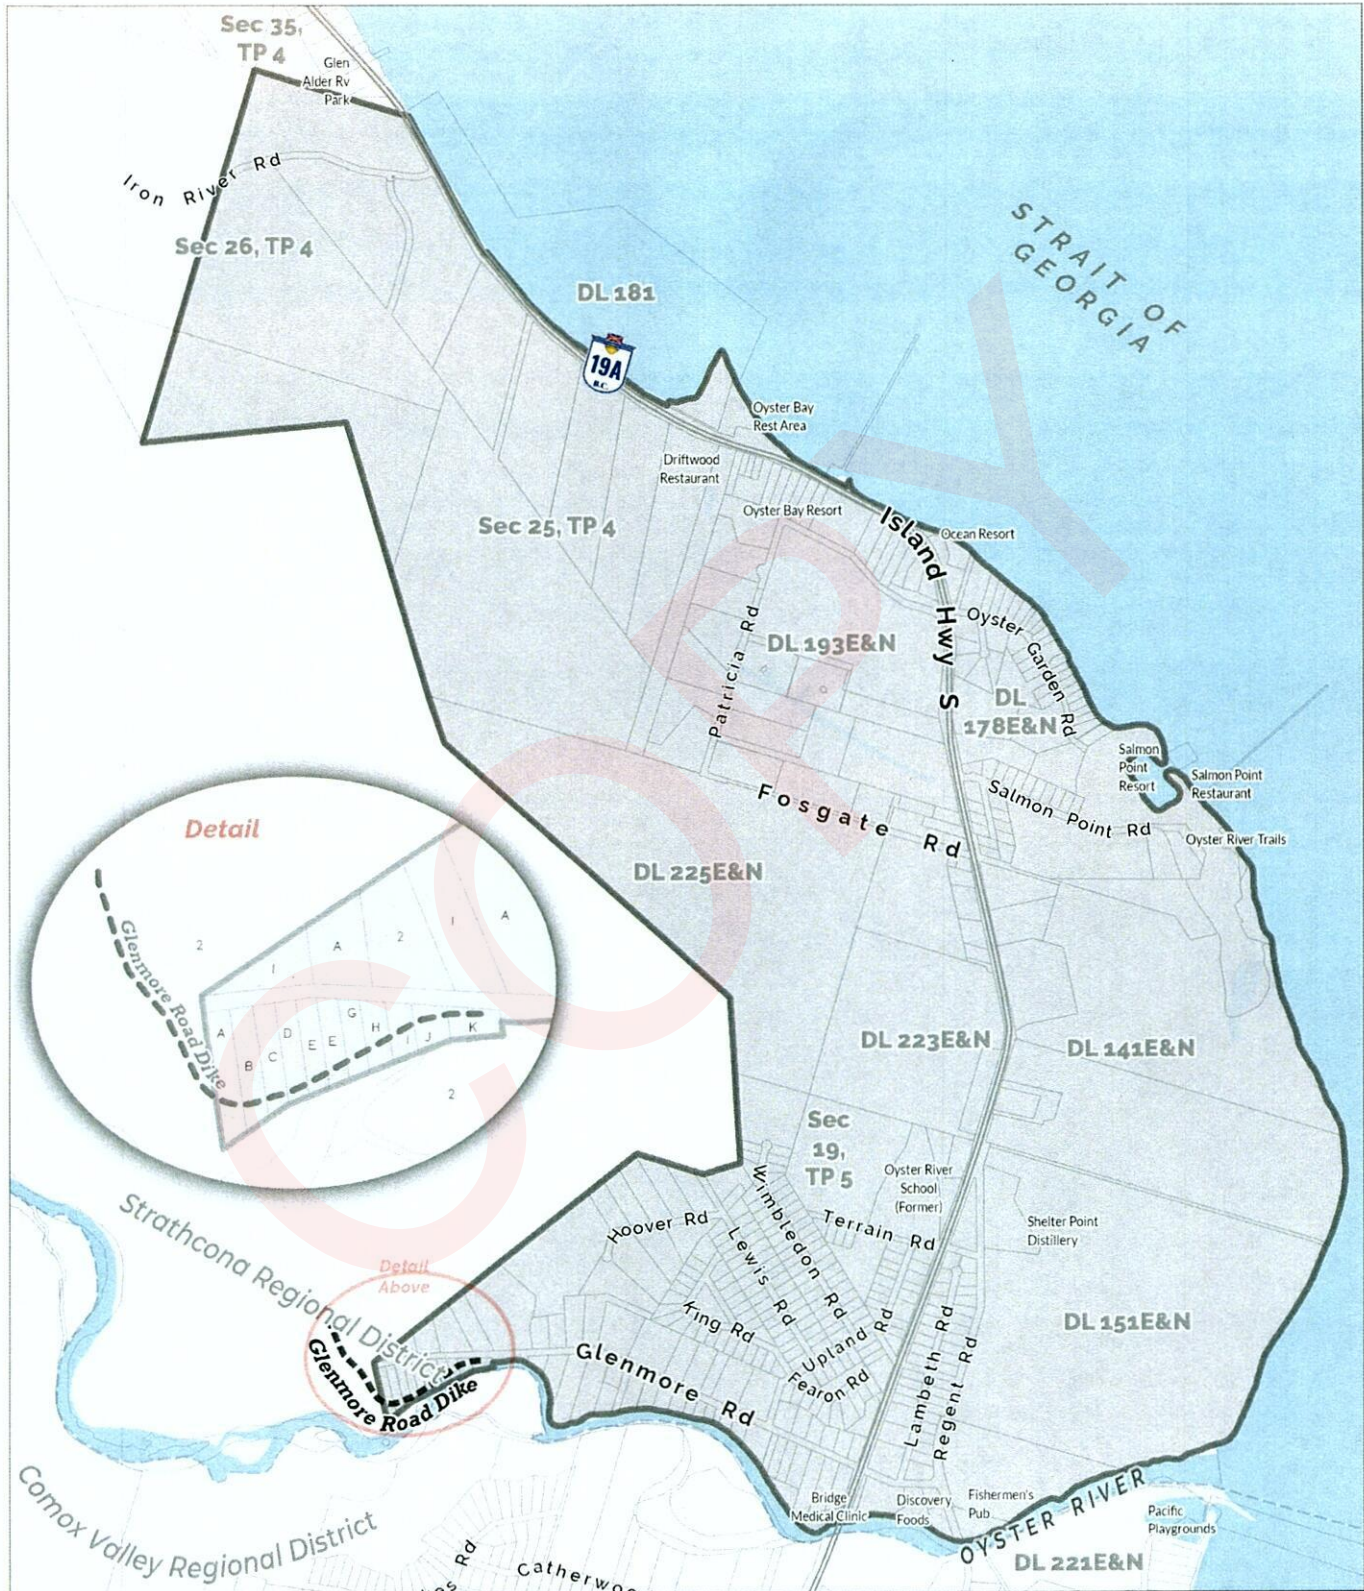 Sec 35,
TP 4
Glen
Alder Rv
Park
Iron River Rd
Sec 26, TP 4
STRAIT OF
GEORGIA
DL 181
19A
B.C.
Oyster Bay
Rest Area
Driftwood
Restaurant
Oyster Bay Resort
Sec 25, TP 4
Island Hwy S
Ocean Resort
Patricia Rd
DL 193E&N
Oyster Garden Rd
DL
178E&N
Salmon
Point
Resort
Salmon Point
Restaurant
Fosgate Rd
Salmon Point Rd
Oyster River Trails
DL 225E&N
Detail
Glenmore Road Dike
2
I
A
2
I
A
A
B
C
D
E
E
G
H
I
J
K
2
DL 223E&N
DL 141E&N
Sec
19,
TP 5
Oyster River
School
(Former)
Shelter Point
Distillery
Hoover Rd
Wimbledon Rd
Lewis Rd
Terrain Rd
King Rd
Upland Rd
Fearon Rd
Lambeth Rd
Regent Rd
DL 151E&N
Strathcona Regional District
Detail
Above
Glenmore Road Dike
Glenmore Rd
Comox Valley Regional District
Bridge
Medical Clinic
Discovery
Foods
Fishermen's
Pub
OYSTER RIVER
Pacific
Playgrounds
DL 221E&N
Rd
COPY